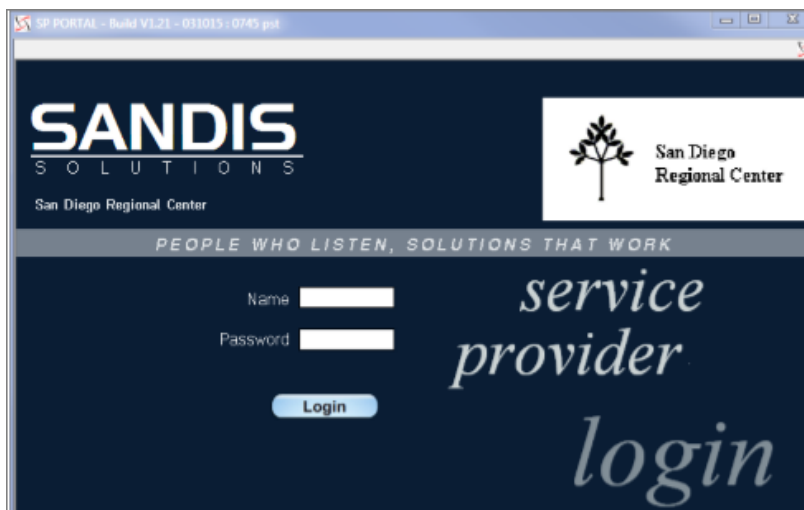 SP PORTAL - Build V1.21 - 031015 : 0745 pst
SANDIS
SOLUTIONS
San Diego Regional Center
San Diego
Regional Center
PEOPLE WHO LISTEN, SOLUTIONS THAT WORK
Name
Password
Login
service
provider
login